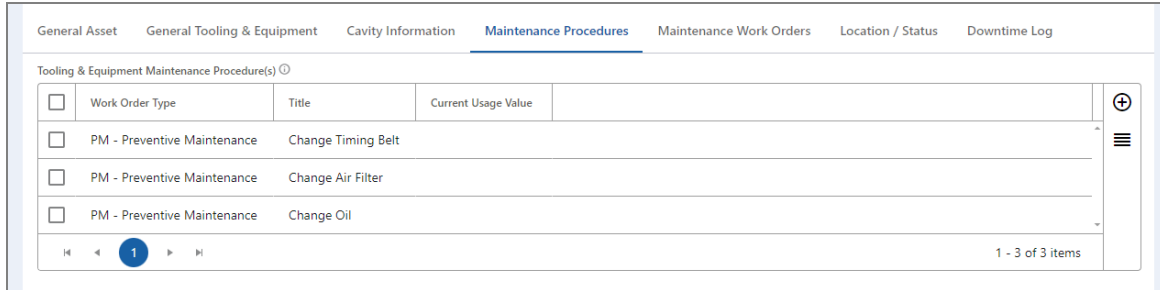 General Asset General Tooling & Equipment Cavity Information Maintenance Procedures Maintenance Work Orders Location / Status Downtime Log
Tooling & Equipment Maintenance Procedure(s)
Work Order Type Title Current Usage Value
PM - Preventive Maintenance Change Timing Belt
PM - Preventive Maintenance Change Air Filter
PM - Preventive Maintenance Change Oil
1 1 - 3 of 3 items